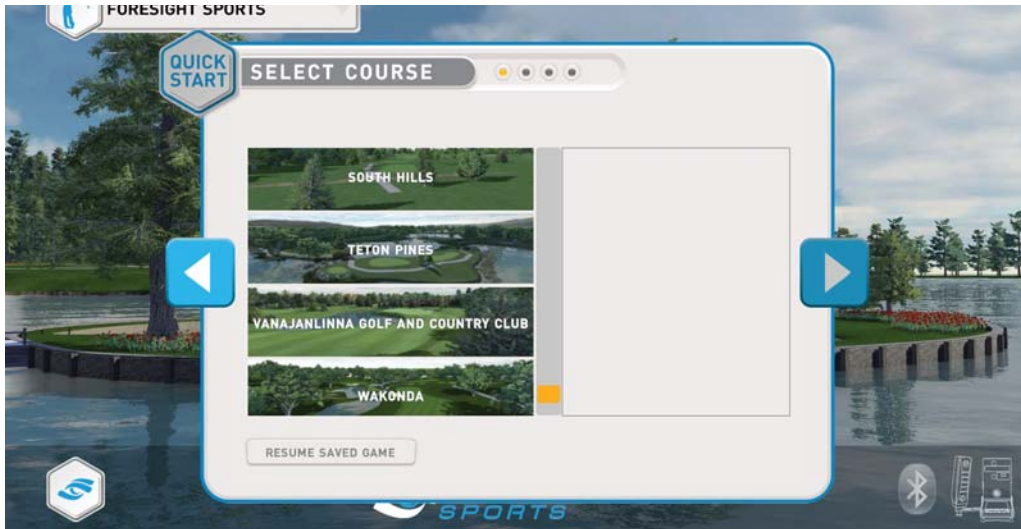 FORESIGHT SPORTS
QUICK
START
SELECT COURSE
SOUTH HILLS
TETON PINES
VANAJANLINNA GOLF AND COUNTRY CLUB
WAKONDA
RESUME SAVED GAME
SPORTS